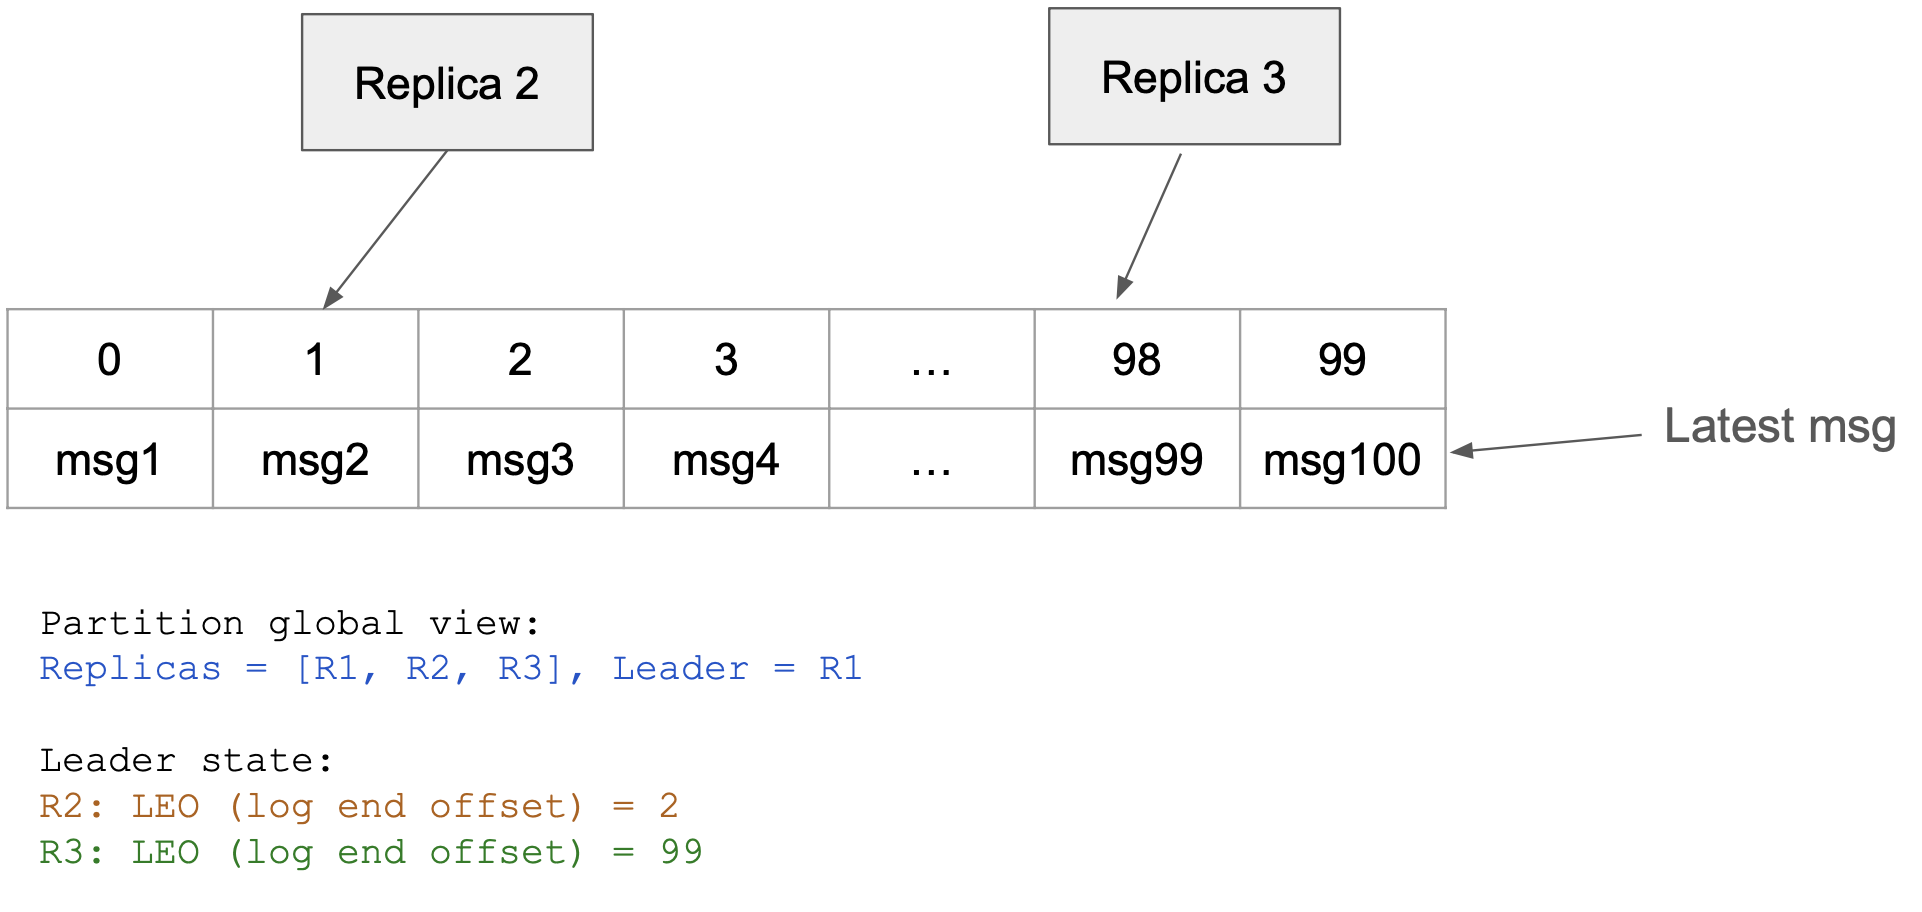 Replica 2
Replica 3
0 1 2 3 ... 98 99
msg1 msg2 msg3 msg4 ... msg99 msg100
Latest msg
Partition global view:
Replicas = [R1, R2, R3], Leader = R1
Leader state:
R2: LEO (log end offset) = 2
R3: LEO (log end offset) = 99